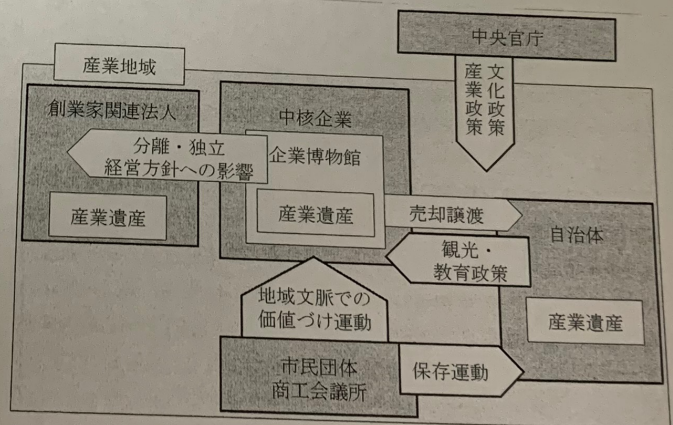 中央官庁
産業地域
文化政策
産業政策
創業家関連法人
中核企業
分離・独立
経営方針への影響
企業博物館
産業遺産
産業遺産
売却譲渡
自治体
観光・
教育政策
産業遺産
地域文脈での
価値づけ運動
市民団体
商工会議所
保存運動